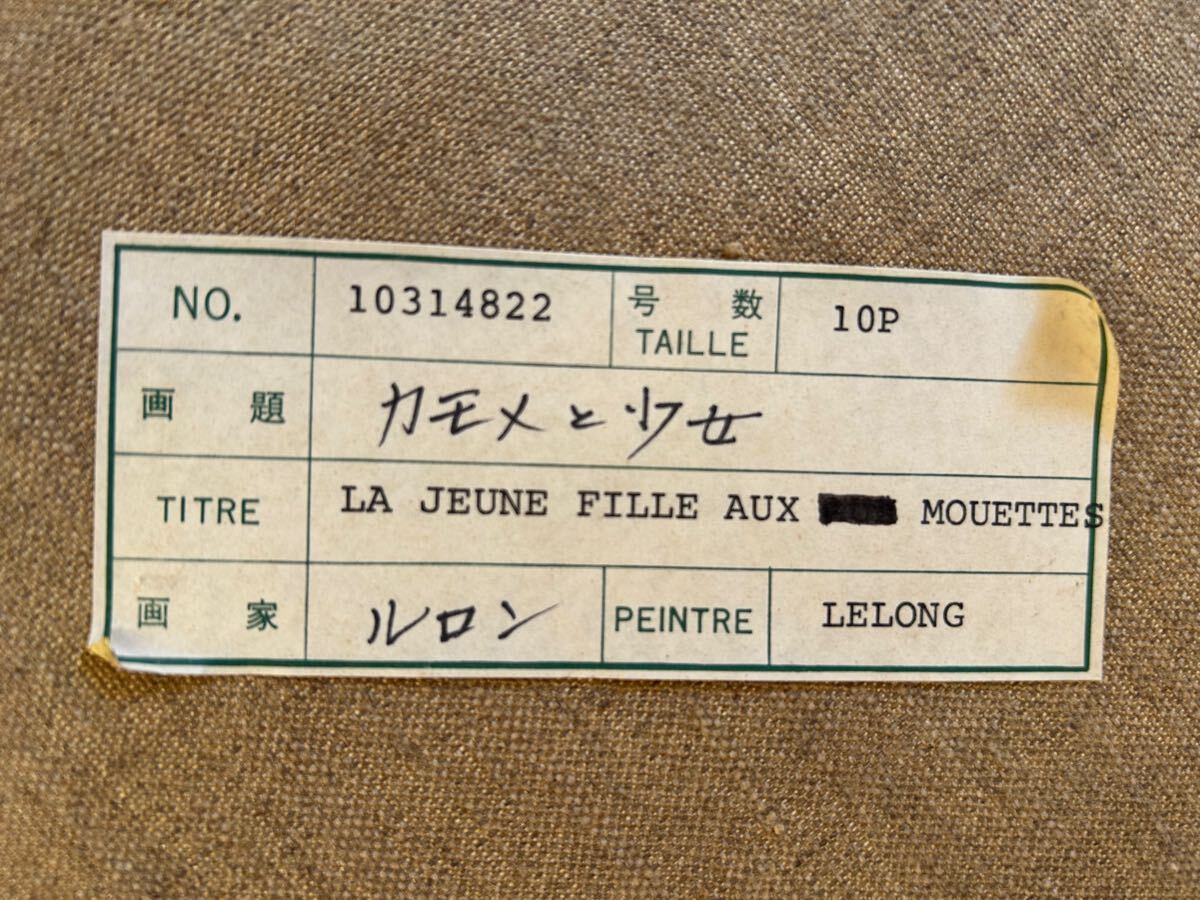 NO. 10314822 号数 TAILLE 10P
画題 カモメと少女
TITRE LA JEUNE FILLE AUX MOUETTES
画家 ルロン PEINTRE LELONG